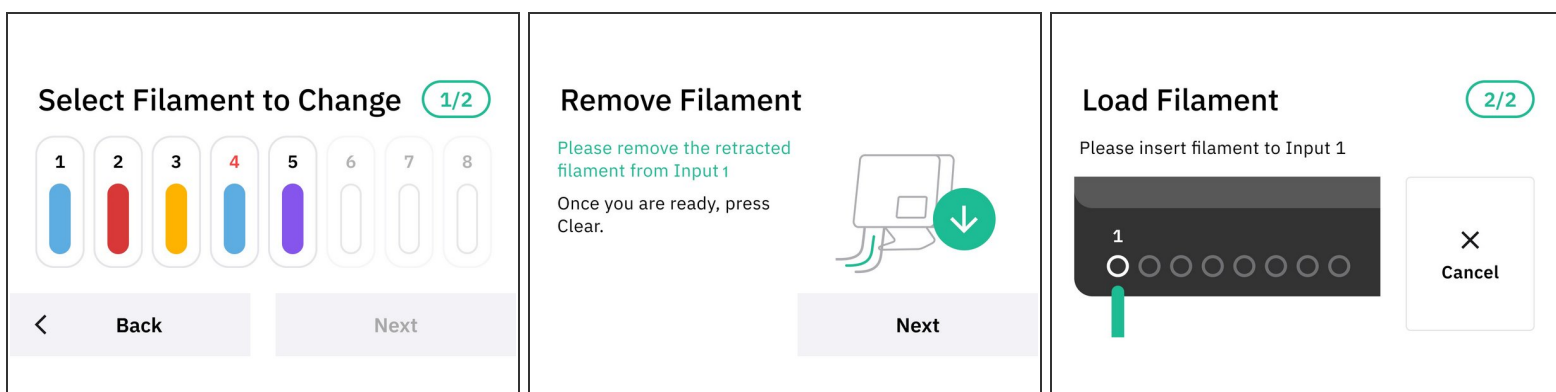 Select Filament to Change 1/2
1 2 3 4 5 6 7 8
Back Next
Remove Filament
Please remove the retracted
filament from Input 1
Once you are ready, press
Clear.
Next
Load Filament 2/2
Please insert filament to Input 1
1
Cancel